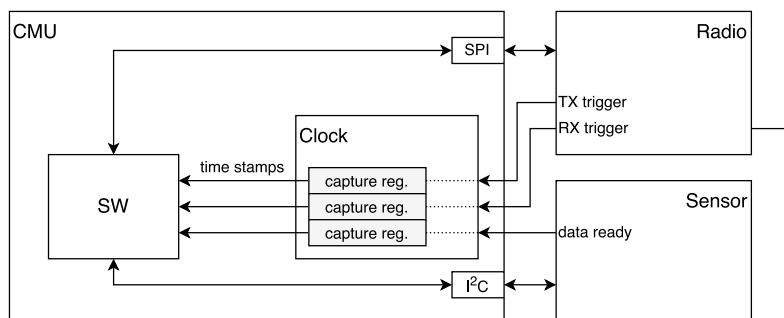 CMU
SPI
Radio
TX trigger
RX trigger
Clock
time stamps
capture reg.
capture reg.
capture reg.
SW
Sensor
data ready
I²C